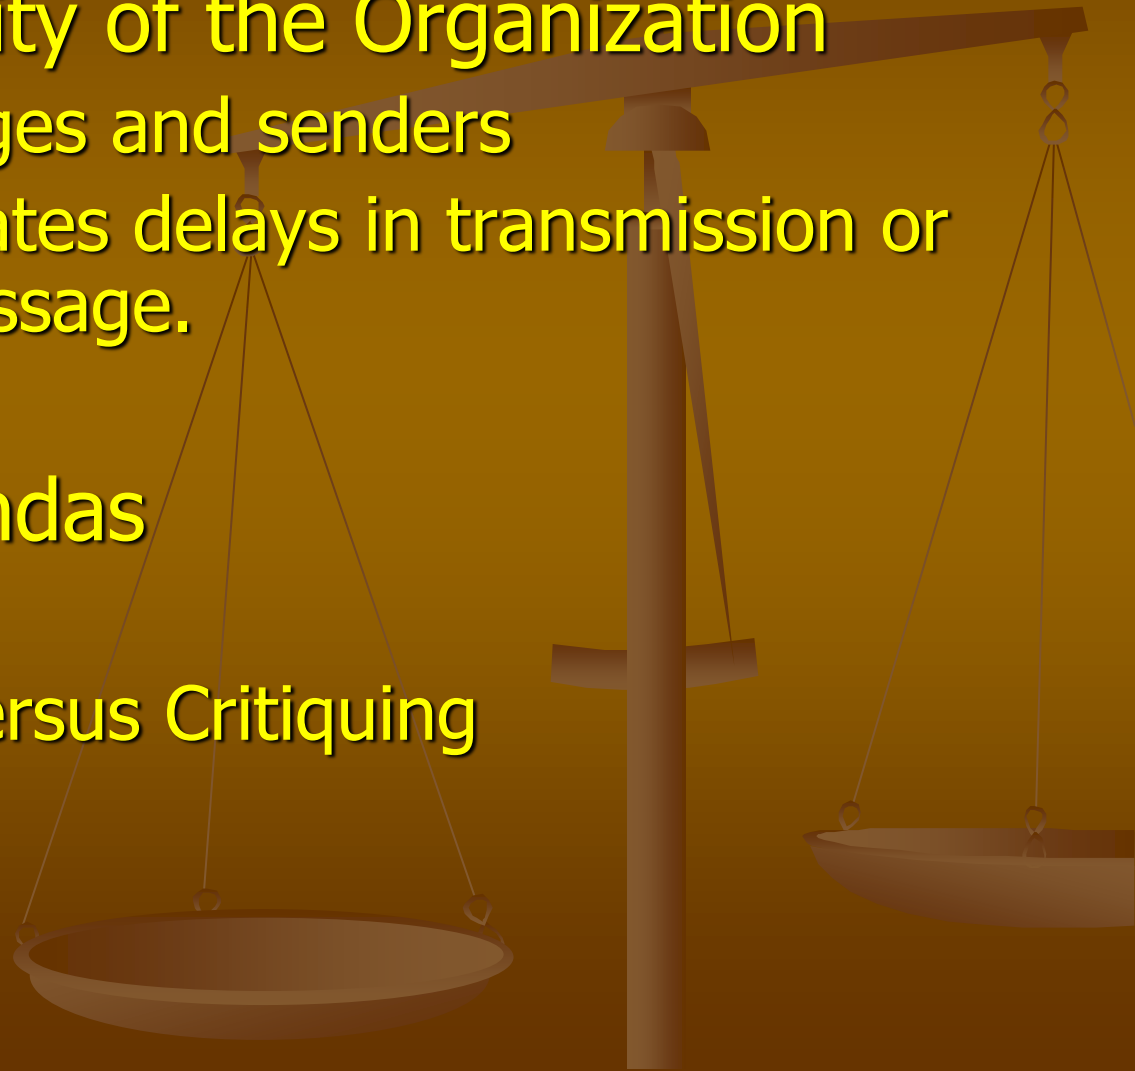 ity of the Organization
ges and senders
ates delays in transmission or
ssage.
ndas
ersus Critiquing